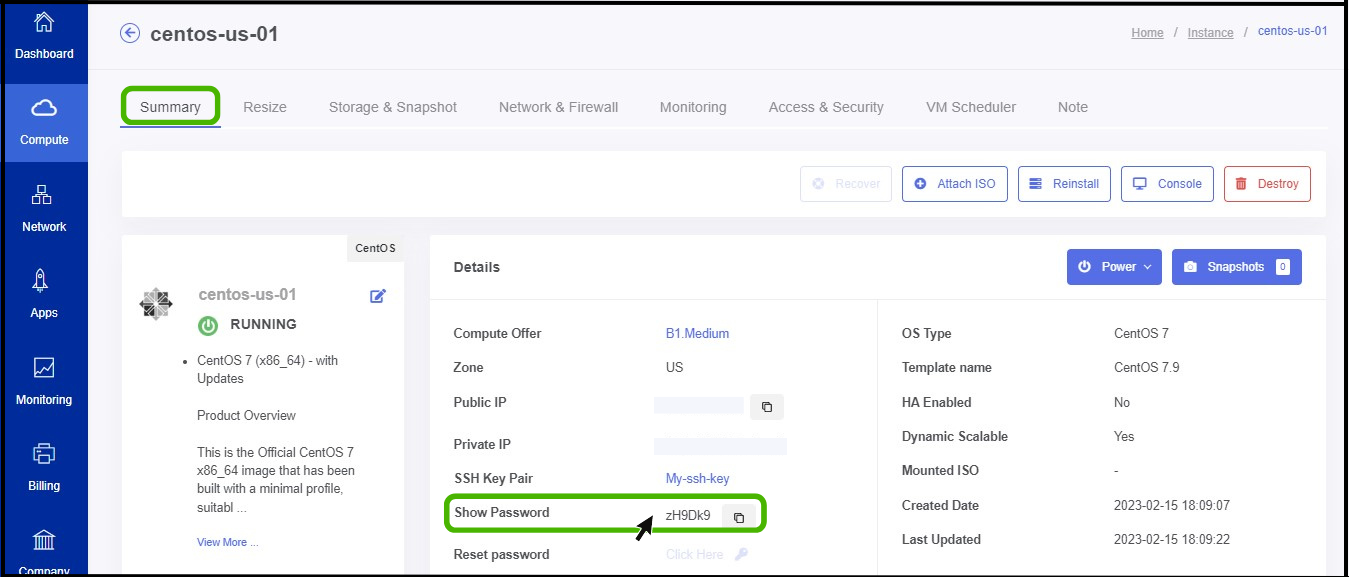 Dashboard
Compute
Network
Apps
Monitoring
Billing
Company
centos-us-01
Home / Instance / centos-us-01
Summary Resize Storage & Snapshot Network & Firewall Monitoring Access & Security VM Scheduler Note
Recover Attach ISO Reinstall Console Destroy
CentOS
centos-us-01
RUNNING
• CentOS 7 (x86_64) - with
Updates
Product Overview
This is the Official CentOS 7
x86_64 image that has been
built with a minimal profile,
suitabl ...
View More ...
Details
Power Snapshots 0
Compute Offer B1.Medium
Zone US
Public IP
Private IP
SSH Key Pair My-ssh-key
Show Password zH9Dk9
Reset password Click Here
OS Type CentOS 7
Template name CentOS 7.9
HA Enabled No
Dynamic Scalable Yes
Mounted ISO -
Created Date 2023-02-15 18:09:07
Last Updated 2023-02-15 18:09:22